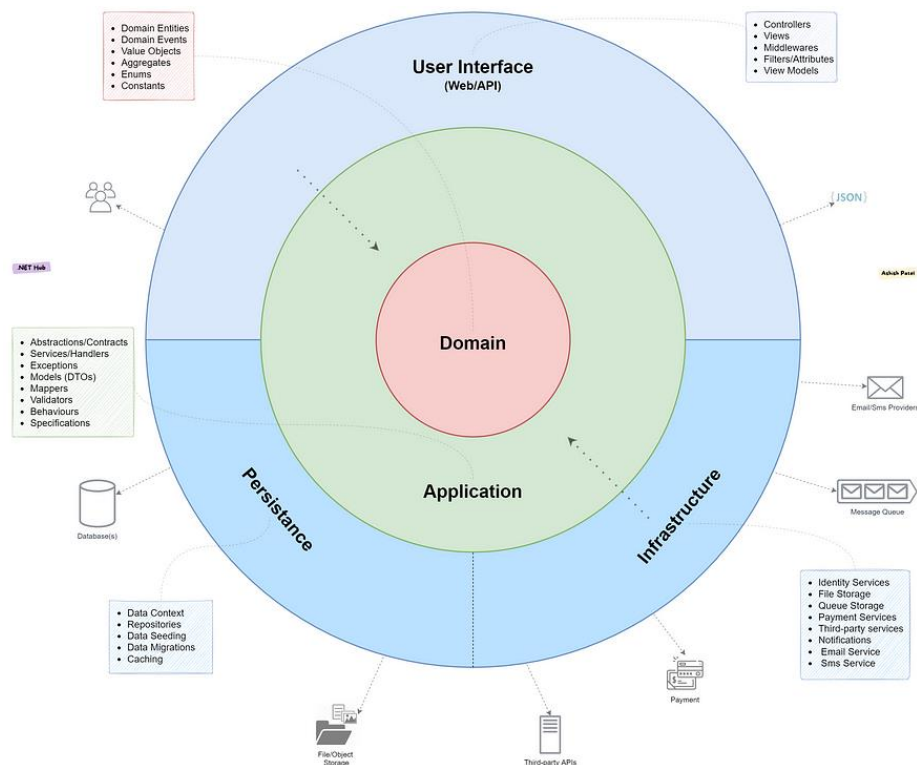 Domain Entities
Domain Events
Value Objects
Aggregates
Enums
Constants
User Interface
(Web/API)
Controllers
Views
Middlewares
Filters/Attributes
View Models
{JSON}
.NET Hub
Ashish Patel
Abstractions/Contracts
Services/Handlers
Exceptions
Models (DTOs)
Mappers
Validators
Behaviours
Specifications
Domain
Email/Sms Provider
Application
Persistance
Infrastructure
Database(s)
Message Queue
Data Context
Repositories
Data Seeding
Data Migrations
Caching
Identity Services
File Storage
Queue Storage
Payment Services
Third-party services
Notifications
Email Service
Sms Service
Payment
File/Object
Storage
Third-party APIs